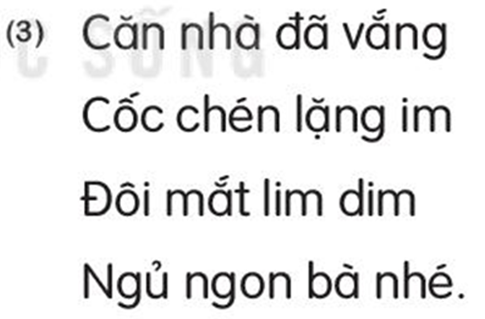 (3) Căn nhà đã vắng
Cốc chén lặng im
Đôi mắt lim dim
Ngủ ngon bà nhé.